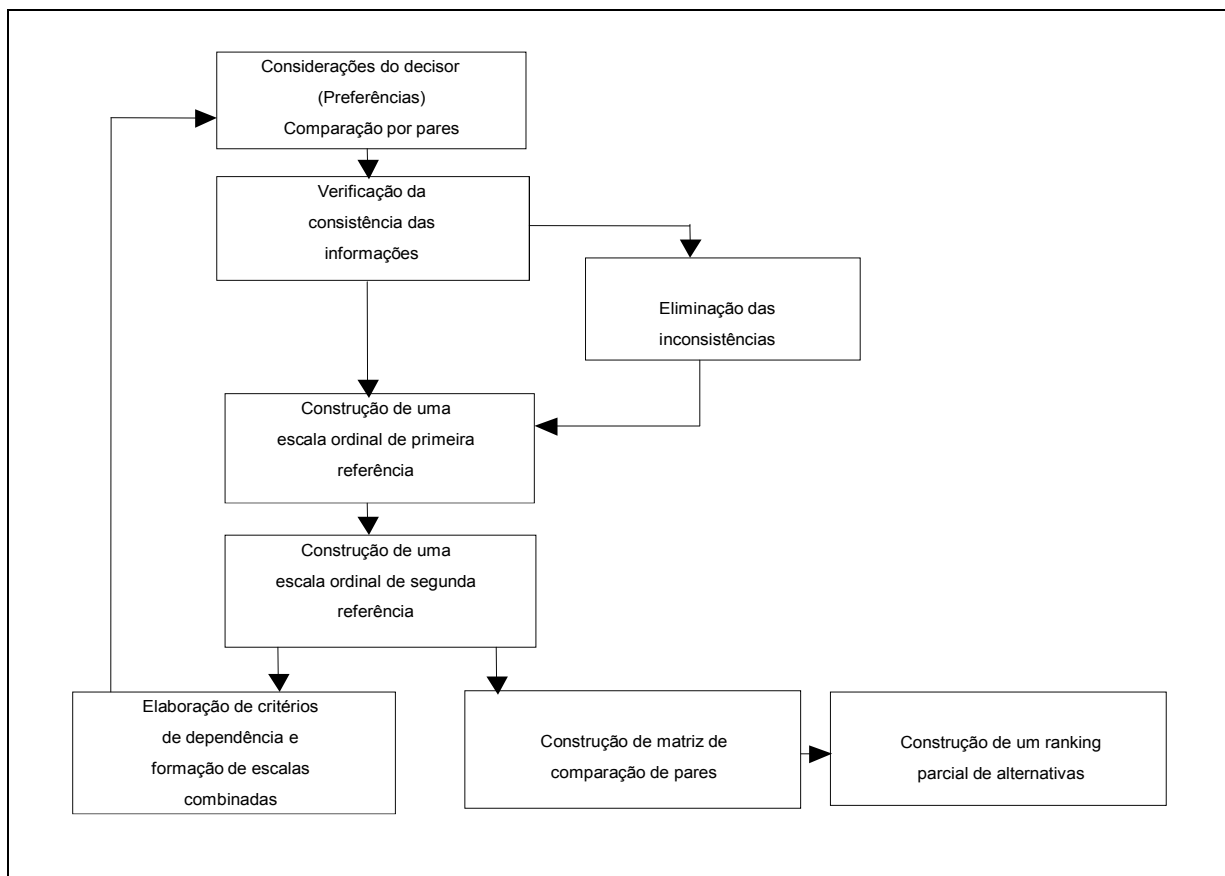 Considerações do decisor
(Preferências)
Comparação por pares
Verificação da
consistência das
informações
Eliminação das
inconsistências
Construção de uma
escala ordinal de primeira
referência
Construção de uma
escala ordinal de segunda
referência
Elaboração de critérios
de dependência e
formação de escalas
combinadas
Construção de matriz de
comparação de pares
Construção de um ranking
parcial de alternativas